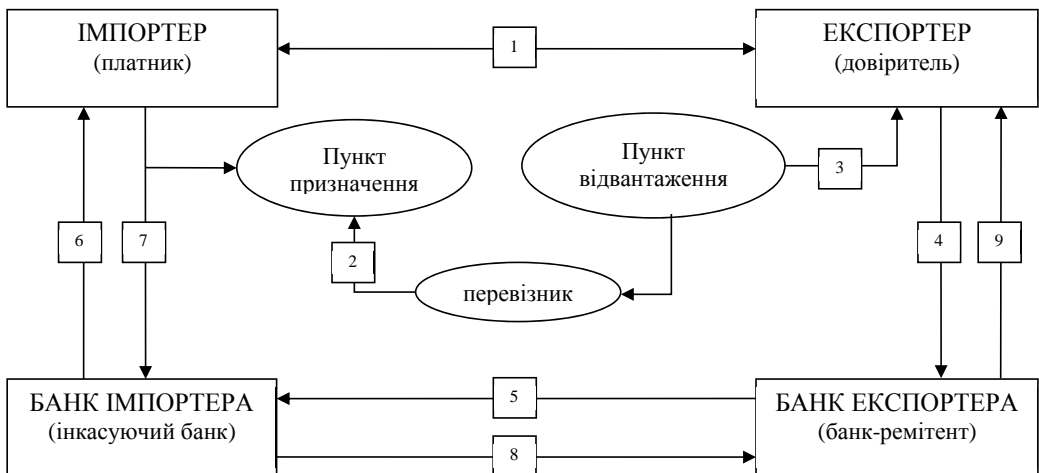 ІМПОРТЕР
(платник)
1
ЕКСПОРТЕР
(довіритель)
Пункт
призначення
Пункт
відвантаження
3
6
7
2
перевізник
4
9
БАНК ІМПОРТЕРА
(інкасуючий банк)
5
8
БАНК ЕКСПОРТЕРА
(банк-ремітент)